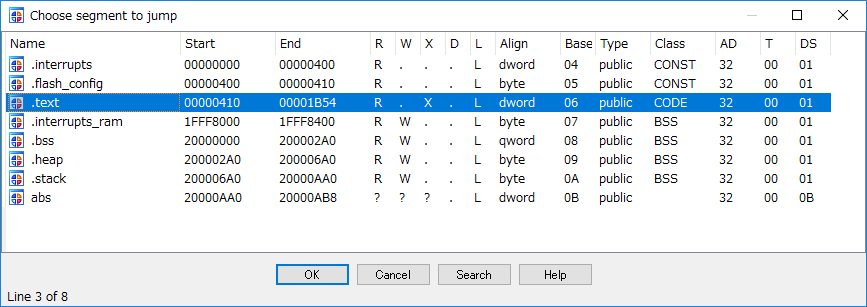 Choose segment to jump
Name Start End R W X D L Align Base Type Class AD T DS
.interrupts 00000000 00000400 R . . . L dword 04 public CONST 32 00 01
.flash_config 00000400 00000410 R . . . L byte 05 public CONST 32 00 01
.text 00000410 00001B54 R . X . L dword 06 public CODE 32 00 01
.interrupts_ram 1FFF8000 1FFF8400 R W . . L byte 07 public BSS 32 00 01
.bss 20000000 200002A0 R W . . L qword 08 public BSS 32 00 01
.heap 200002A0 200006A0 R W . . L byte 09 public BSS 32 00 01
.stack 200006A0 20000AA0 R W . . L byte 0A public BSS 32 00 01
abs 20000AA0 20000AB8 ? ? ? . L dword 0B public 32 00 0B
OK Cancel Search Help
Line 3 of 8